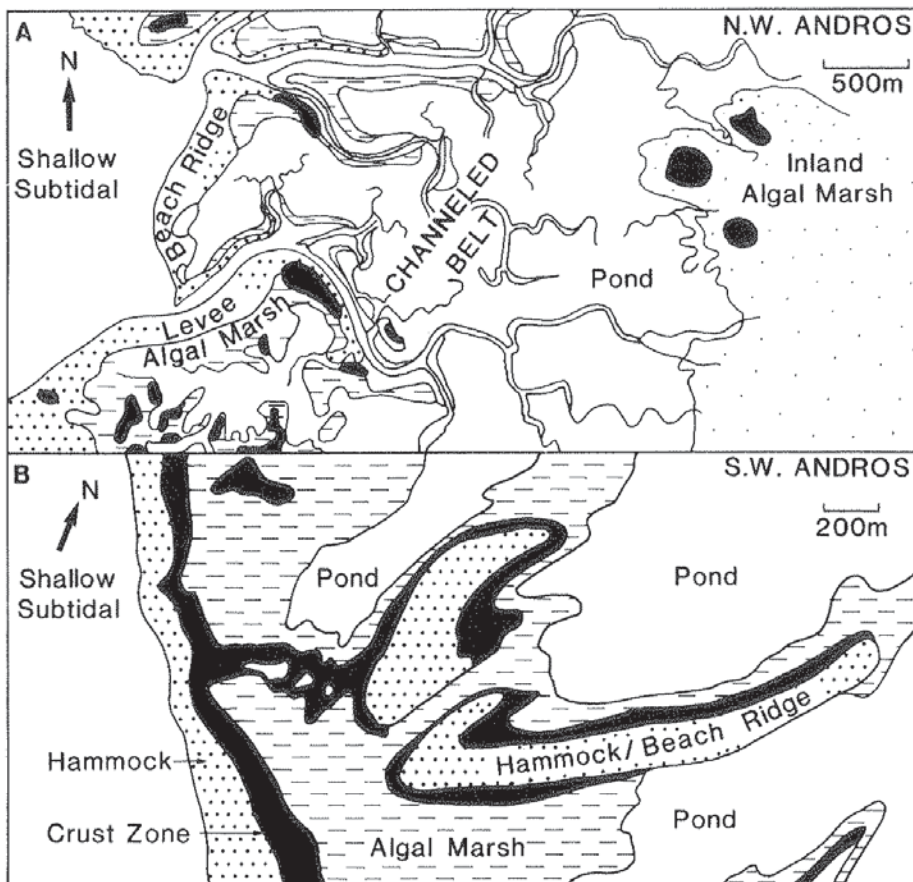 A
N.W. ANDROS
N
500m
Shallow
Subtidal
Beach Ridge
Inland
Algal Marsh
CHANNELED
BELT
Pond
Levee
Algal Marsh
B
S.W. ANDROS
N
200m
Shallow
Subtidal
Pond
Pond
Hammock/Beach Ridge
Hammock
Crust Zone
Algal Marsh
Pond